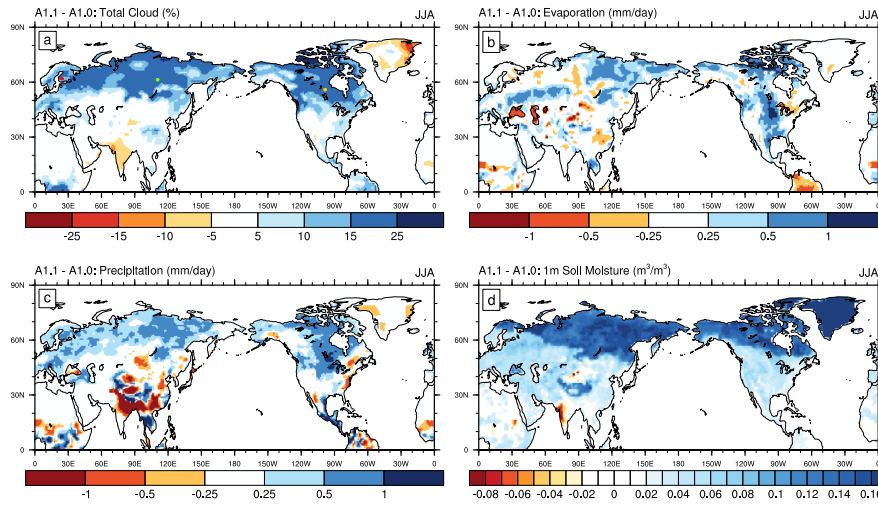 A1.1 - A1.0: Total Cloud (%) JJA
a
90N
60N
30N
0
0 30E 60E 90E 120E 150E 180 150W 120W 90W 60W 30W 0
-25 -15 -10 -5 5 10 15 25
A1.1 - A1.0: Evaporation (mm/day) JJA
b
90N
60N
30N
0
0 30E 60E 90E 120E 150E 180 150W 120W 90W 60W 30W 0
-1 -0.5 -0.25 0.25 0.5 1
A1.1 - A1.0: Precipitation (mm/day) JJA
c
90N
60N
30N
0
0 30E 60E 90E 120E 150E 180 150W 120W 90W 60W 30W 0
-1 -0.5 -0.25 0.25 0.5 1
A1.1 - A1.0: 1m Soil Moisture (m³/m³) JJA
d
90N
60N
30N
0
0 30E 60E 90E 120E 150E 180 150W 120W 90W 60W 30W 0
-0.08 -0.06 -0.04 -0.02 0 0.02 0.04 0.06 0.08 0.1 0.12 0.14 0.16